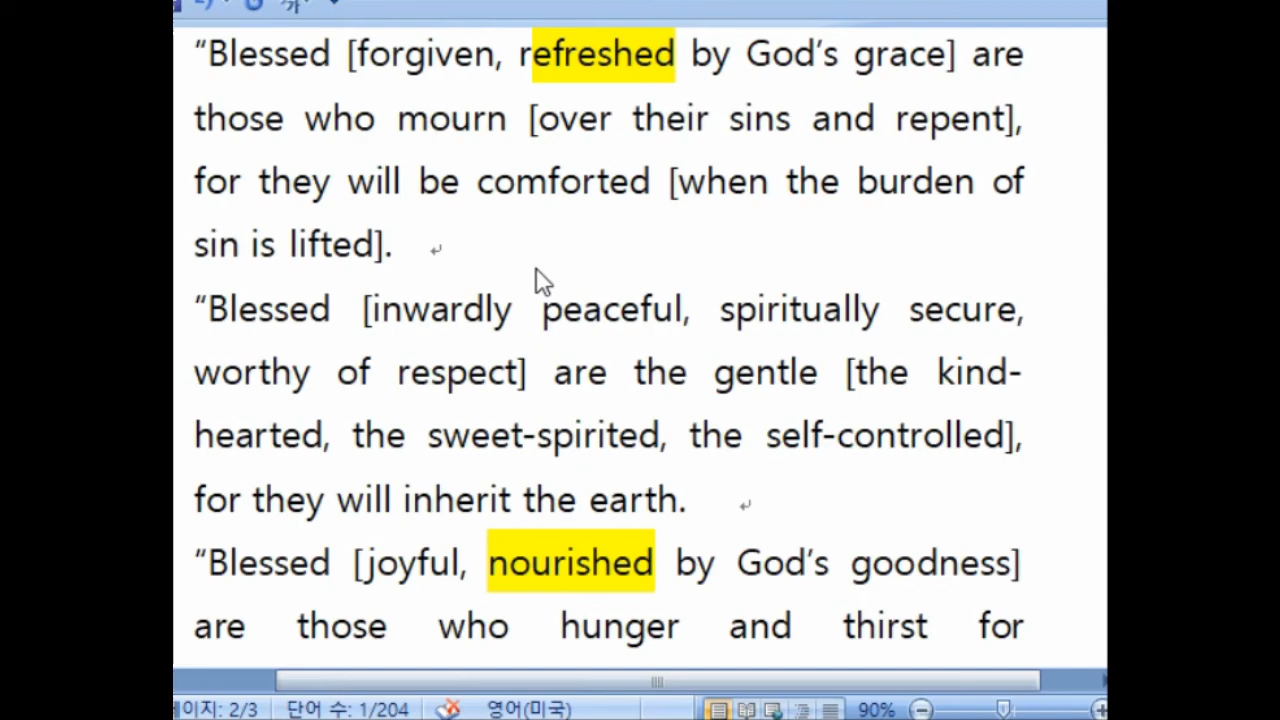 “Blessed [forgiven, refreshed by God’s grace] are
those who mourn [over their sins and repent],
for they will be comforted [when the burden of
sin is lifted].
“Blessed [inwardly peaceful, spiritually secure,
worthy of respect] are the gentle [the kind-
hearted, the sweet-spirited, the self-controlled],
for they will inherit the earth.
“Blessed [joyful, nourished by God’s goodness]
are those who hunger and thirst for
이지: 2/3 단어 수: 1/204 영어(미국) 90%